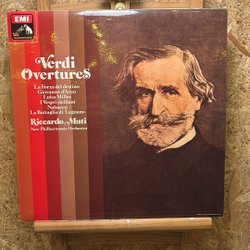 EMI
Verdi
Overtures
La Forza del destino
Giovanna d'Arco
Luisa Miller
I Vespri siciliani
Nabucco
La Battaglia di Legnano
Riccardo Muti
New Philharmonia Orchestra